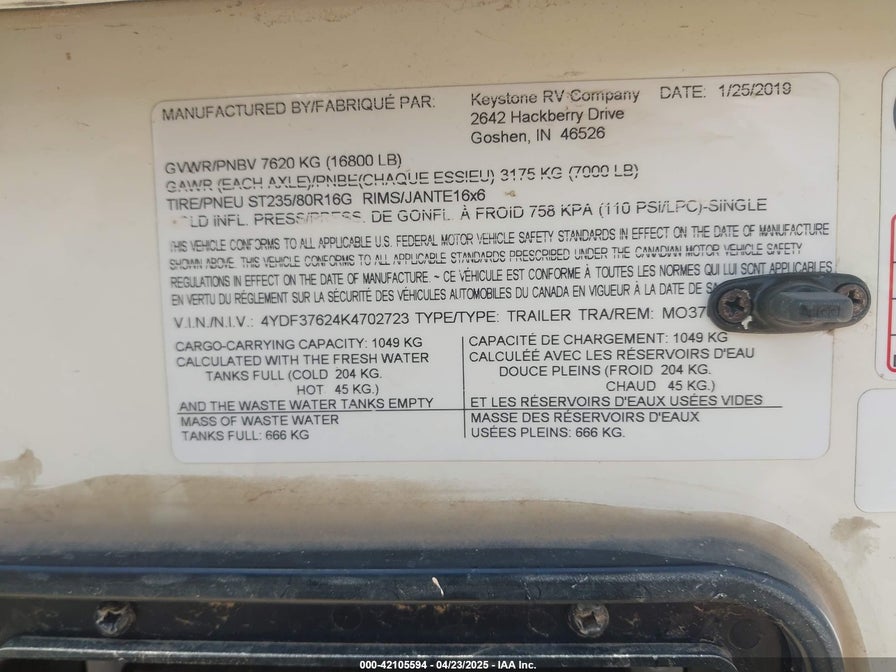 MANUFACTURED BY/FABRIQUÉ PAR: Keystone RV Company DATE: 1/25/2019
2642 Hackberry Drive
Goshen, IN 46526
GVWR/PNBV 7620 KG (16800 LB)
GAWR (EACH AXLE)/PNBE(CHAQUE ESSIEU) 3175 KG (7000 LB)
TIRE/PNEU ST235/80R16G RIMS/JANTE16x6
INFL. PRESS/PRESS. DE GONFL. À FROID 758 KPA (110 PSI/LPC)-SINGLE
THIS VEHICLE CONFORMS TO ALL APPLICABLE U.S. FEDERAL MOTOR VEHICLE SAFETY STANDARDS IN EFFECT ON THE DATE OF MANUFACTURE
SHOWN ABOVE. THIS VEHICLE CONFORMS TO ALL APPLICABLE STANDARDS PRESCRIBED UNDER THE CANADIAN MOTOR VEHICLE SAFETY
REGULATIONS IN EFFECT ON THE DATE OF MANUFACTURE. ~ CE VÉHICULE EST CONFORME À TOUTES LES NORMES QUI LUI SONT APPLICABLES
EN VERTU DU RÉGLEMENT SUR LA SÉCURITÉ DES VÉHICULES AUTOMOBILES DU CANADA EN VIGUEUR À LA DATE DE
V.I.N./N.I.V.: 4YDF37624K4702723 TYPE/TYPE: TRAILER TRA/REM: MO37
CARGO-CARRYING CAPACITY: 1049 KG
CALCULATED WITH THE FRESH WATER
TANKS FULL (COLD 204 KG.
HOT 45 KG.)
AND THE WASTE WATER TANKS EMPTY
MASS OF WASTE WATER
TANKS FULL: 666 KG
CAPACITÉ DE CHARGEMENT: 1049 KG
CALCULÉE AVEC LES RÉSERVOIRS D'EAU
DOUCE PLEINS (FROID 204 KG.
CHAUD 45 KG.)
ET LES RÉSERVOIRS D'EAUX USÉES VIDES
MASSE DES RÉSERVOIRS D'EAUX
USÉES PLEINS: 666 KG.
000-42105594 - 04/23/2025 - IAA Inc.